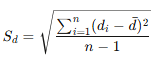 S_d = \sqrt{\frac{\sum_{i=1}^{n}(d_i - \bar{d})^2}{n - 1}}